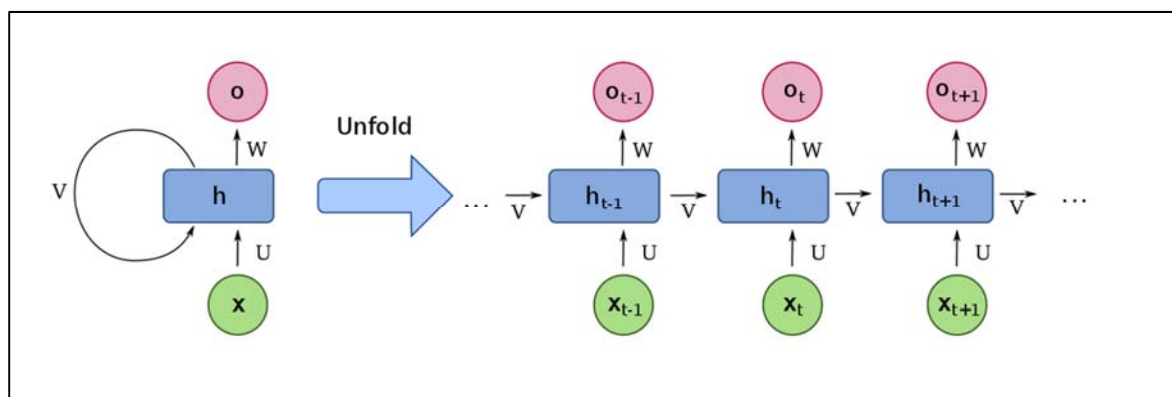 o
W
V
h
U
x
Unfold
...
V
o_{t-1}
W
h_{t-1}
U
x_{t-1}
V
o_t
W
h_t
U
x_t
V
o_{t+1}
W
h_{t+1}
U
x_{t+1}
V
...